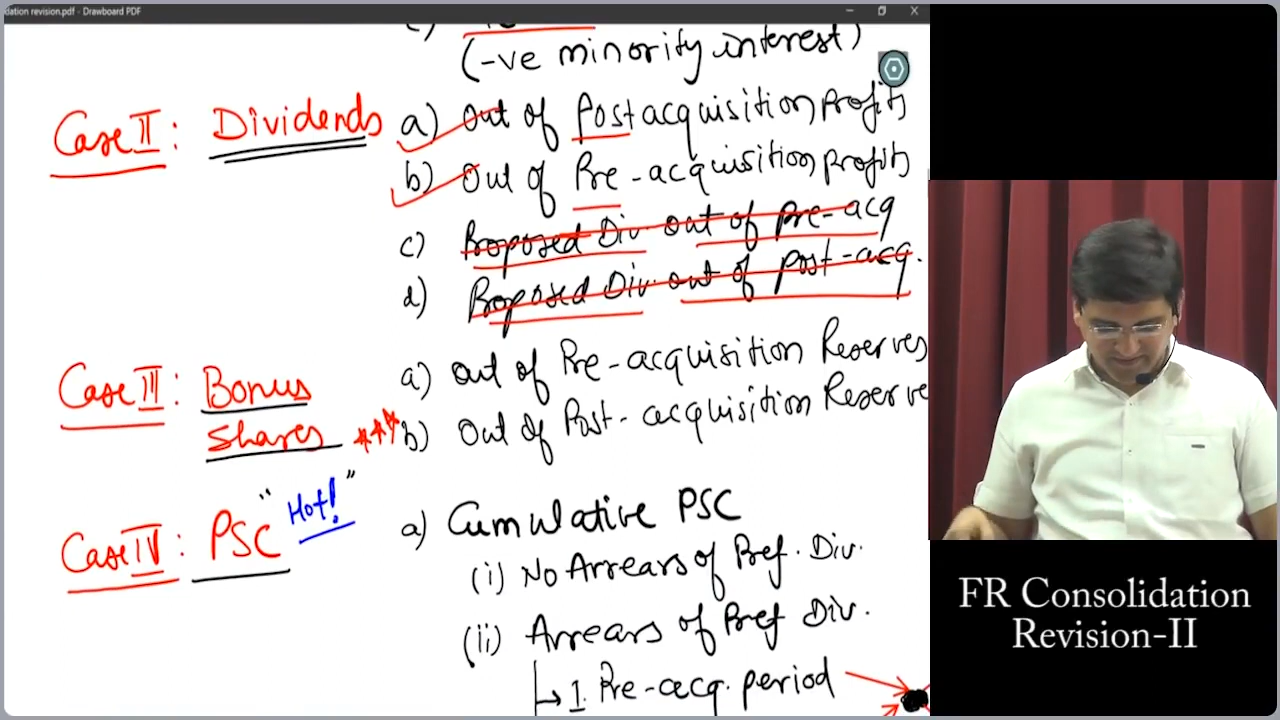 dation revision.pdf - Drawboard PDF
(-ve minority interest)
Case II : Dividends
a) Out of Post acquisition profits
b) Out of Pre-acquisition profits
c) Proposed Div out of pre-acq
d) Proposed Div. out of post-acq.
Case III : Bonus Shares
a) Out of Pre-acquisition Reserves
b) Out of Post-acquisition Reserve
Case IV : PSC "Hot!"
a) Cumulative PSC
(i) No Arrears of Pref. Div.
(ii) Arrears of Pref Div.
1. Pre-acq. period
FR Consolidation
Revision-II